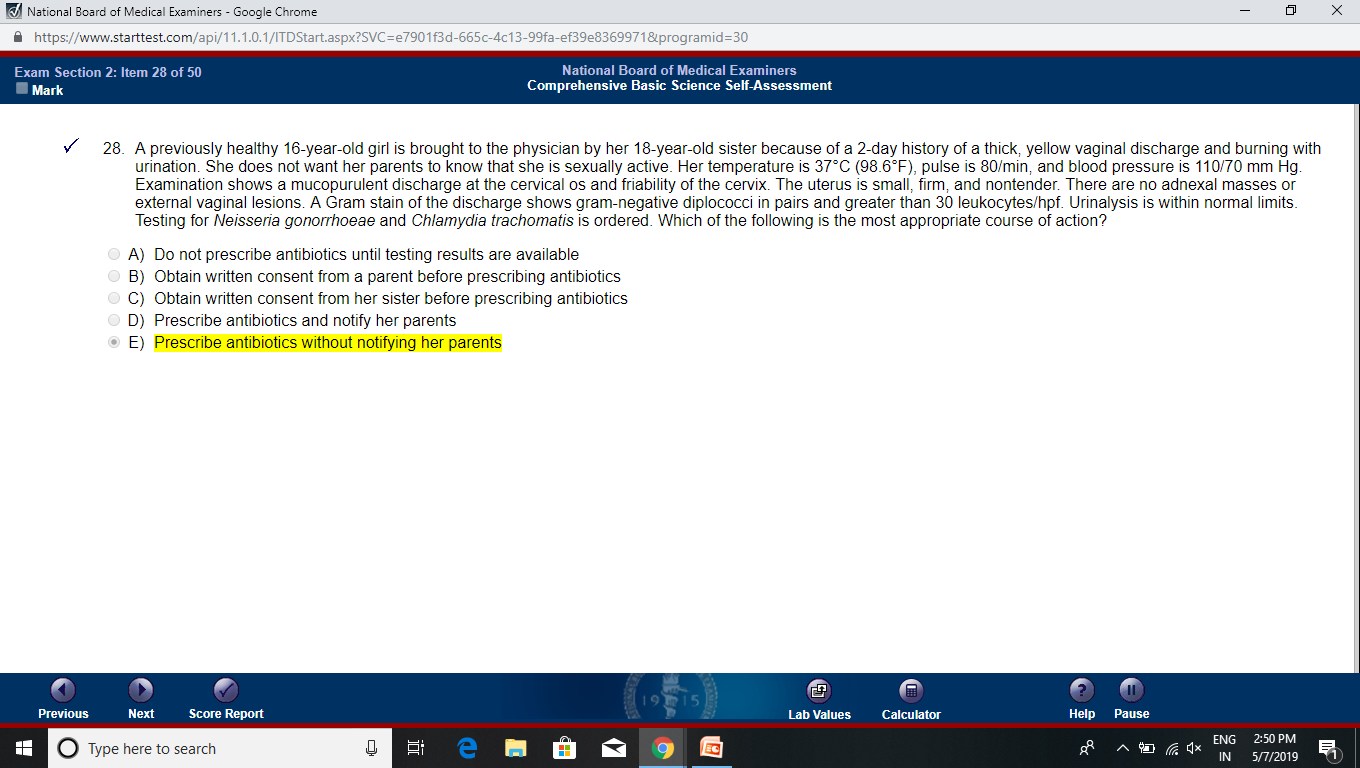 National Board of Medical Examiners - Google Chrome
https://www.starttest.com/api/11.1.0.1/ITDStart.aspx?SVC=e7901f3d-665c-4c13-99fa-ef39e8369971&programid=30
Exam Section 2: Item 28 of 50
National Board of Medical Examiners
Mark
Comprehensive Basic Science Self-Assessment
28. A previously healthy 16-year-old girl is brought to the physician by her 18-year-old sister because of a 2-day history of a thick, yellow vaginal discharge and burning with
urination. She does not want her parents to know that she is sexually active. Her temperature is 37°C (98.6°F), pulse is 80/min, and blood pressure is 110/70 mm Hg.
Examination shows a mucopurulent discharge at the cervical os and friability of the cervix. The uterus is small, firm, and nontender. There are no adnexal masses or
external vaginal lesions. A Gram stain of the discharge shows gram-negative diplococci in pairs and greater than 30 leukocytes/hpf. Urinalysis is within normal limits.
Testing for Neisseria gonorrhoeae and Chlamydia trachomatis is ordered. Which of the following is the most appropriate course of action?
A) Do not prescribe antibiotics until testing results are available
B) Obtain written consent from a parent before prescribing antibiotics
C) Obtain written consent from her sister before prescribing antibiotics
D) Prescribe antibiotics and notify her parents
E) Prescribe antibiotics without notifying her parents
19 15
Previous
Next
Score Report
Lab Values
Calculator
Help
Pause
Type here to search
ENG
IN
2:50 PM
5/7/2019
1